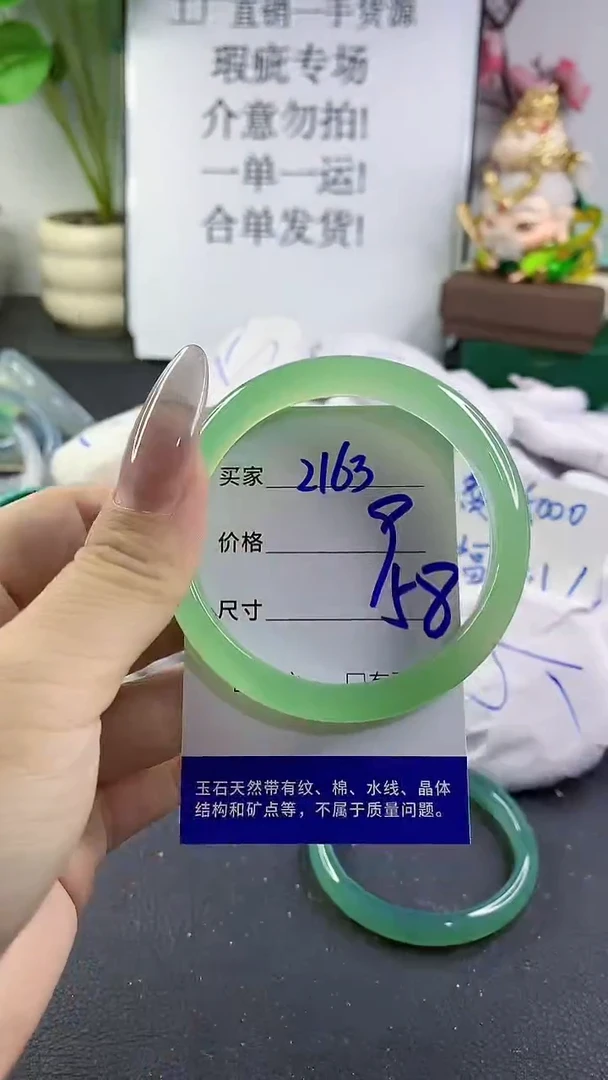 工厂直销一手货源
瑕疵专场
介意勿拍!
一单一运!
合单发货!
买家 2163
价格
尺寸 58
玉石天然带有纹、棉、水线、晶体
结构和矿点等，不属于质量问题。